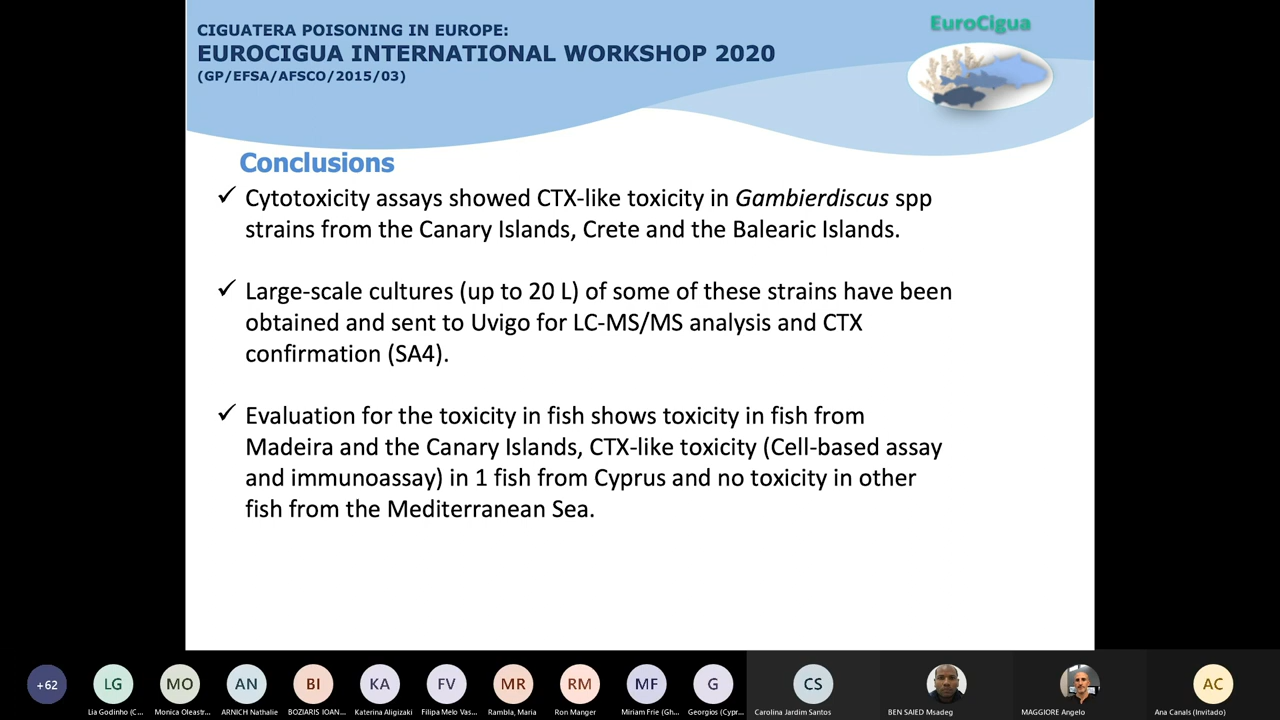 CIGUATERA POISONING IN EUROPE:
EUROCIGUA INTERNATIONAL WORKSHOP 2020
(GP/EFSA/AFSCO/2015/03)
EuroCigua
Conclusions
✓ Cytotoxicity assays showed CTX-like toxicity in Gambierdiscus spp
strains from the Canary Islands, Crete and the Balearic Islands.
✓ Large-scale cultures (up to 20 L) of some of these strains have been
obtained and sent to Uvigo for LC-MS/MS analysis and CTX
confirmation (SA4).
✓ Evaluation for the toxicity in fish shows toxicity in fish from
Madeira and the Canary Islands, CTX-like toxicity (Cell-based assay
and immunoassay) in 1 fish from Cyprus and no toxicity in other
fish from the Mediterranean Sea.
+62 LG MO AN BI KA FV MR RM MF G CS AC
Lia Godinho (C... Monica Oleastr... ARNICH Nathalie BOZIARIS IOAN... Katerina Aligizaki Filipa Melo Vas... Rambla, Maria Ron Manger Miriam Frie (Gh... Georgios (Cypr... Carolina Jardim Santos BEN SAIED Msadeg MAGGIORE Angelo Ana Canals (Invitado)